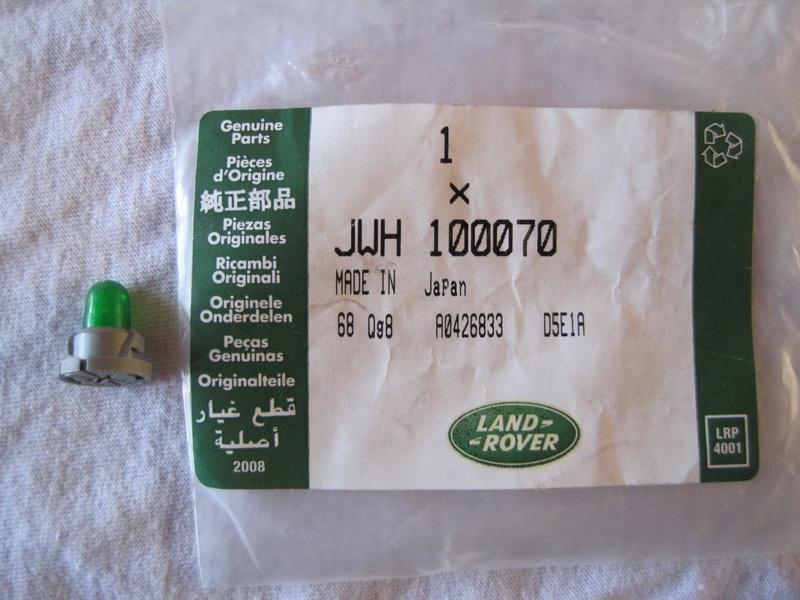 Genuine
Parts
Pièces
d'Origine
純正部品
Piezas
Originales
Ricambi
Originali
Originele
Onderdelen
Peças
Genuinas
Originalteile
قطع غيار
أصلية
2008
1
×
JWH 100070
MADE IN Japan
68 Qg8 A0426833 D5E1A
LAND-
-ROVER
LRP
4001